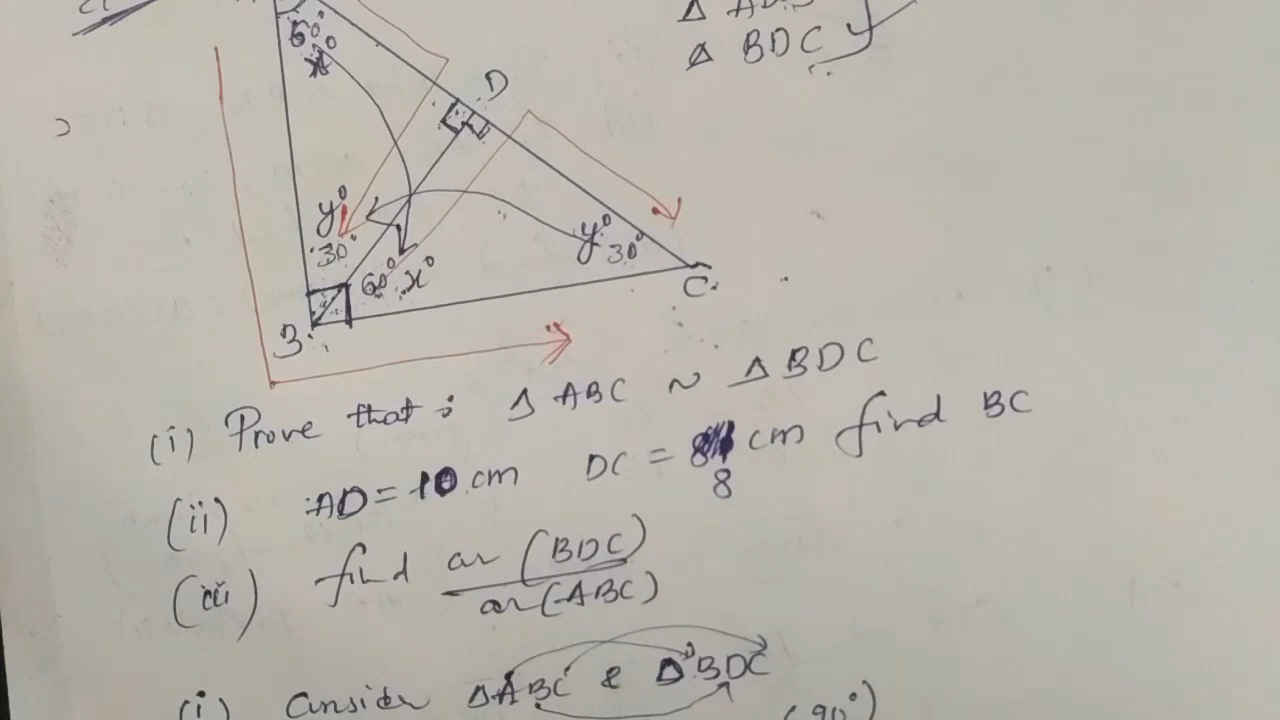 60°
x°
D
y°
30°
60° x°
y° 30°
B
C
Δ BDC
(i) Prove that : Δ ABC ~ Δ BDC
(ii) AD = 10 cm DC = 8 cm find BC
8
(iii) find ar (BDC)
ar (ABC)
(i) Consider Δ ABC & Δ BDC
(90°)